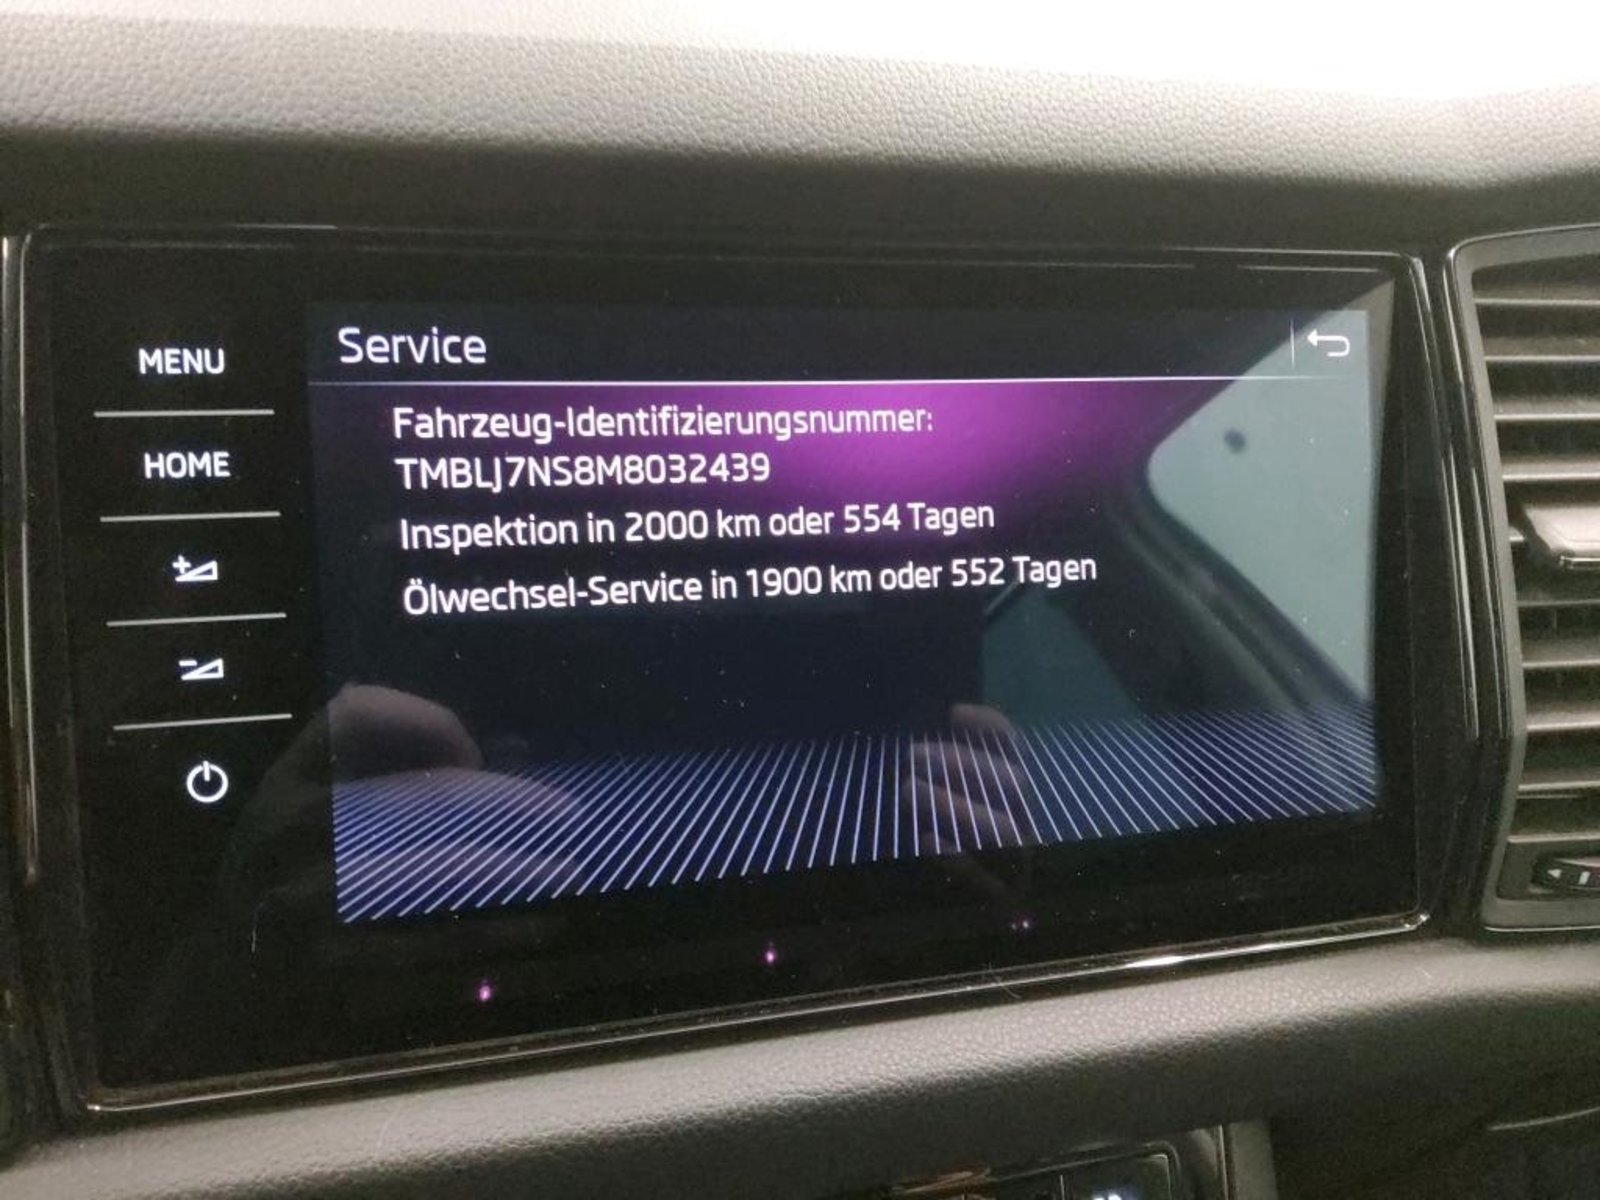 Service
MENU
HOME
Fahrzeug-Identifizierungsnummer:
TMBLJ7NS8M8032439
Inspektion in 2000 km oder 554 Tagen
Ölwechsel-Service in 1900 km oder 552 Tagen